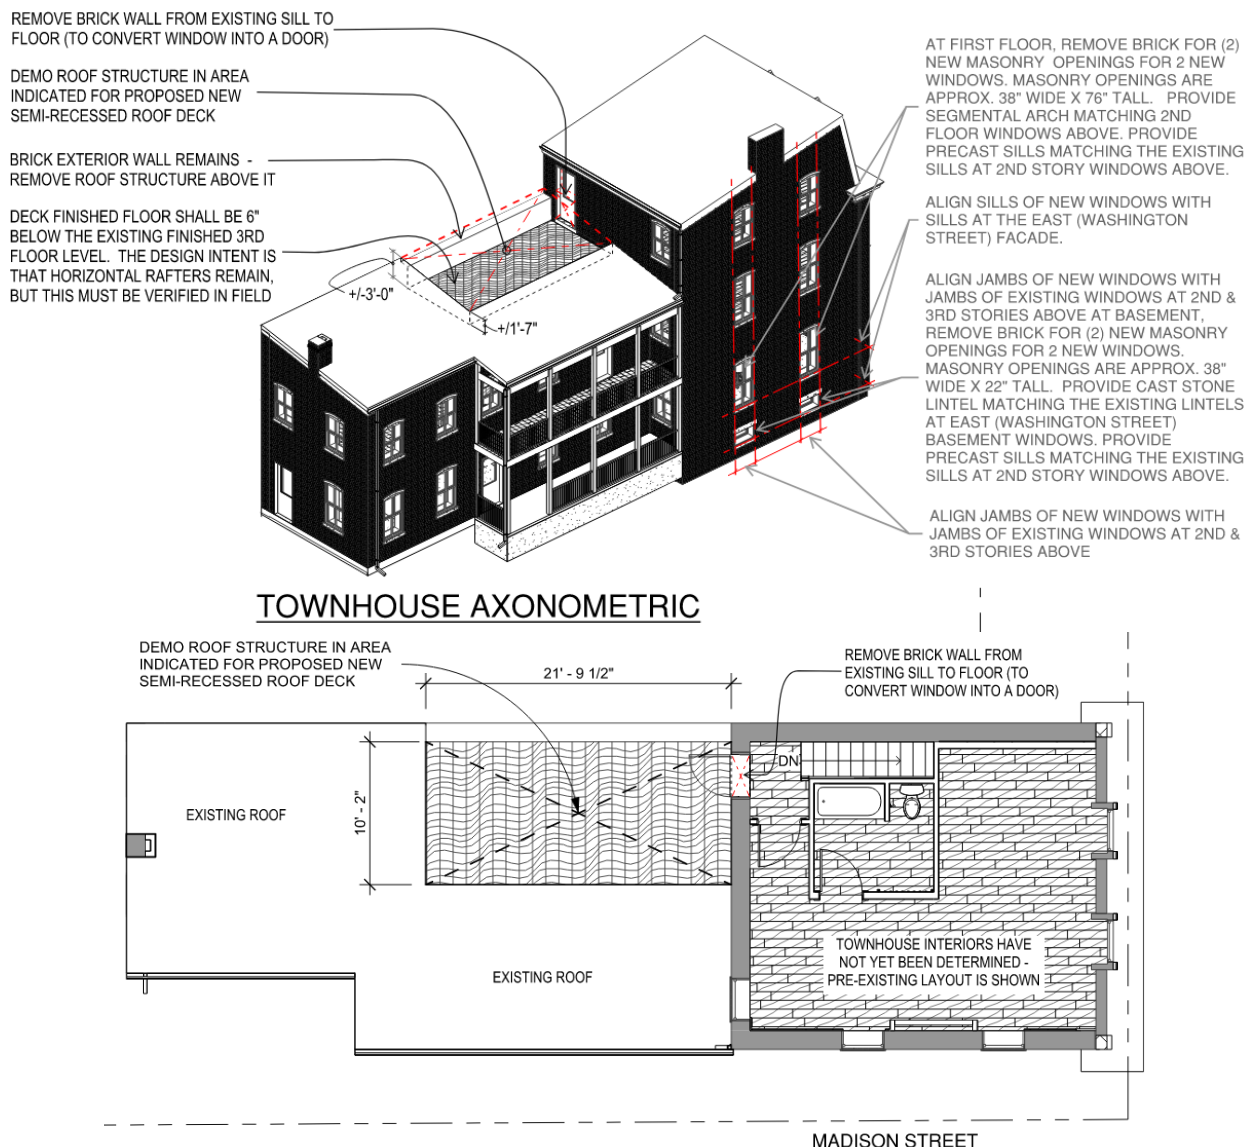 REMOVE BRICK WALL FROM EXISTING SILL TO
FLOOR (TO CONVERT WINDOW INTO A DOOR)
DEMO ROOF STRUCTURE IN AREA
INDICATED FOR PROPOSED NEW
SEMI-RECESSED ROOF DECK
BRICK EXTERIOR WALL REMAINS -
REMOVE ROOF STRUCTURE ABOVE IT
DECK FINISHED FLOOR SHALL BE 6"
BELOW THE EXISTING FINISHED 3RD
FLOOR LEVEL. THE DESIGN INTENT IS
THAT HORIZONTAL RAFTERS REMAIN,
BUT THIS MUST BE VERIFIED IN FIELD
+/-3'-0"
+/1'-7"
AT FIRST FLOOR, REMOVE BRICK FOR (2)
NEW MASONRY OPENINGS FOR 2 NEW
WINDOWS. MASONRY OPENINGS ARE
APPROX. 38" WIDE X 76" TALL. PROVIDE
SEGMENTAL ARCH MATCHING 2ND
FLOOR WINDOWS ABOVE. PROVIDE
PRECAST SILLS MATCHING THE EXISTING
SILLS AT 2ND STORY WINDOWS ABOVE.
ALIGN SILLS OF NEW WINDOWS WITH
SILLS AT THE EAST (WASHINGTON
STREET) FACADE.
ALIGN JAMBS OF NEW WINDOWS WITH
JAMBS OF EXISTING WINDOWS AT 2ND &
3RD STORIES ABOVE AT BASEMENT,
REMOVE BRICK FOR (2) NEW MASONRY
OPENINGS FOR 2 NEW WINDOWS.
MASONRY OPENINGS ARE APPROX. 38"
WIDE X 22" TALL. PROVIDE CAST STONE
LINTEL MATCHING THE EXISTING LINTELS
AT EAST (WASHINGTON STREET)
BASEMENT WINDOWS. PROVIDE
PRECAST SILLS MATCHING THE EXISTING
SILLS AT 2ND STORY WINDOWS ABOVE.
ALIGN JAMBS OF NEW WINDOWS WITH
JAMBS OF EXISTING WINDOWS AT 2ND &
3RD STORIES ABOVE
TOWNHOUSE AXONOMETRIC
DEMO ROOF STRUCTURE IN AREA
INDICATED FOR PROPOSED NEW
SEMI-RECESSED ROOF DECK
21' - 9 1/2"
REMOVE BRICK WALL FROM
EXISTING SILL TO FLOOR (TO
CONVERT WINDOW INTO A DOOR)
DN
EXISTING ROOF
10' - 2"
TOWNHOUSE INTERIORS HAVE
NOT YET BEEN DETERMINED -
PRE-EXISTING LAYOUT IS SHOWN
EXISTING ROOF
MADISON STREET